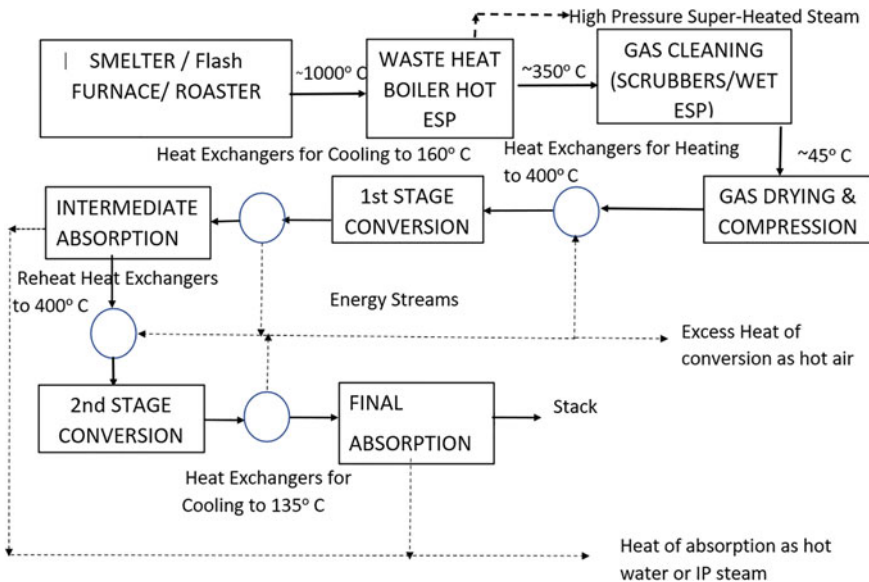 High Pressure Super-Heated Steam
SMELTER / Flash
FURNACE/ ROASTER
~1000° C
WASTE HEAT
BOILER HOT
ESP
~350° C
GAS CLEANING
(SCRUBBERS/WET
ESP)
Heat Exchangers for Cooling to 160° C
Heat Exchangers for Heating
to 400° C
~45° C
INTERMEDIATE
ABSORPTION
1st STAGE
CONVERSION
GAS DRYING &
COMPRESSION
Reheat Heat Exchangers
to 400° C
Energy Streams
Excess Heat of
conversion as hot air
2nd STAGE
CONVERSION
FINAL
ABSORPTION
Stack
Heat Exchangers for
Cooling to 135° C
Heat of absorption as hot
water or IP steam